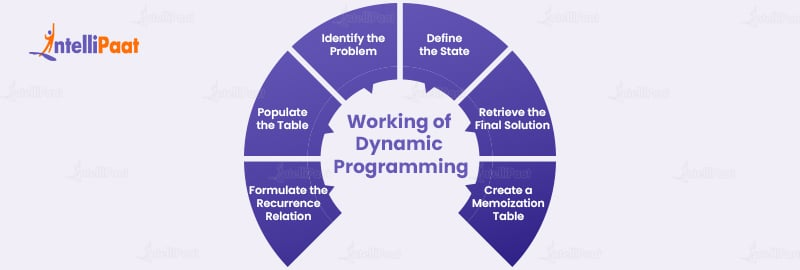 IntelliPaat
Identify the
Problem
Define
the State
Populate
the Table
Retrieve the
Final Solution
Working of
Dynamic
Programming
Formulate the
Recurrence
Relation
Create a
Memoization
Table